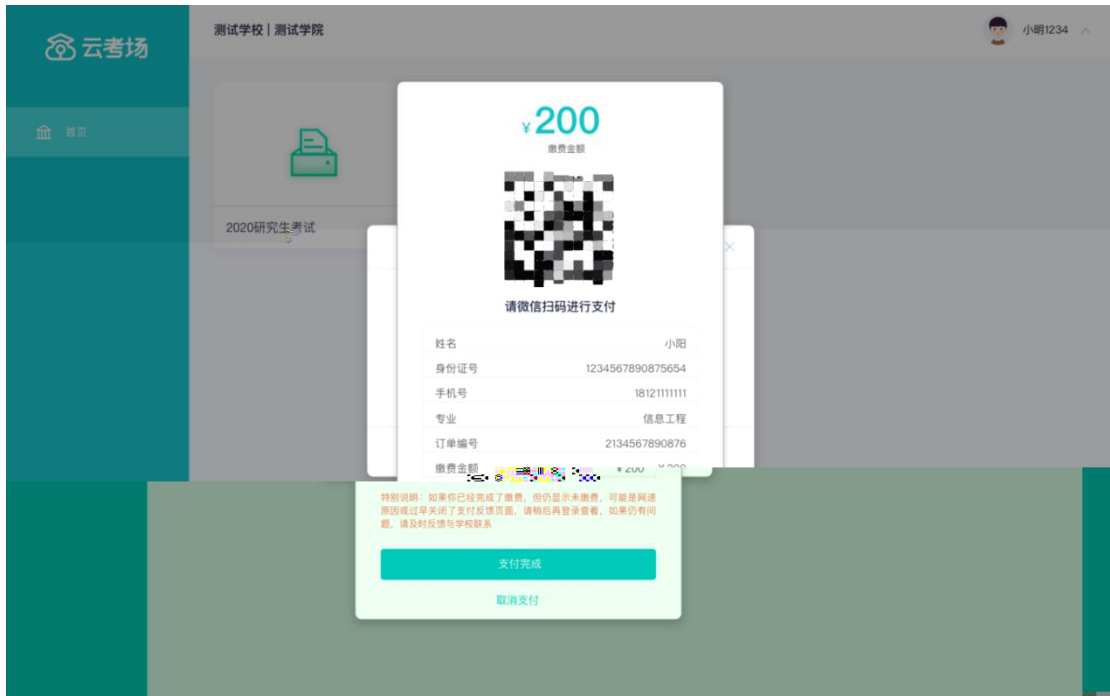 云考场
测试学校 | 测试学院
小明1234
首页
2020研究生考试
¥200
缴费金额
请微信扫码进行支付
姓名 小阳
身份证号 1234567890875654
手机号 18121111111
专业 信息工程
订单编号 2134567890876
缴费金额 ¥200
特别说明：如果你已经完成了缴费，但仍显示未缴费，可能是网速
原因或过早关闭了支付反馈页面，请稍后再登录查看，如果仍有问
题，请及时反馈与学校联系
支付完成
取消支付